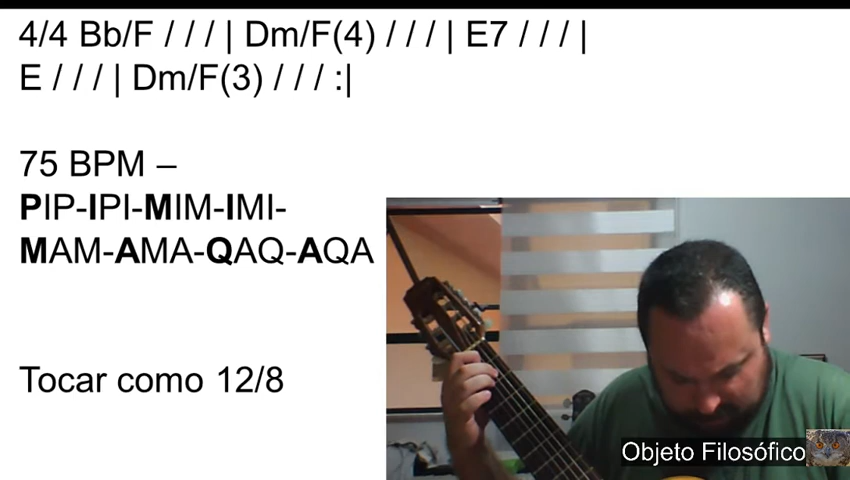 4/4 Bb/F / / / | Dm/F(4) / / / | E7 / / / |
E / / / | Dm/F(3) / / / :|
75 BPM –
PIP-IPI-MIM-IMI-
MAM-AMA-QAQ-AQA
Tocar como 12/8
Objeto Filosófico